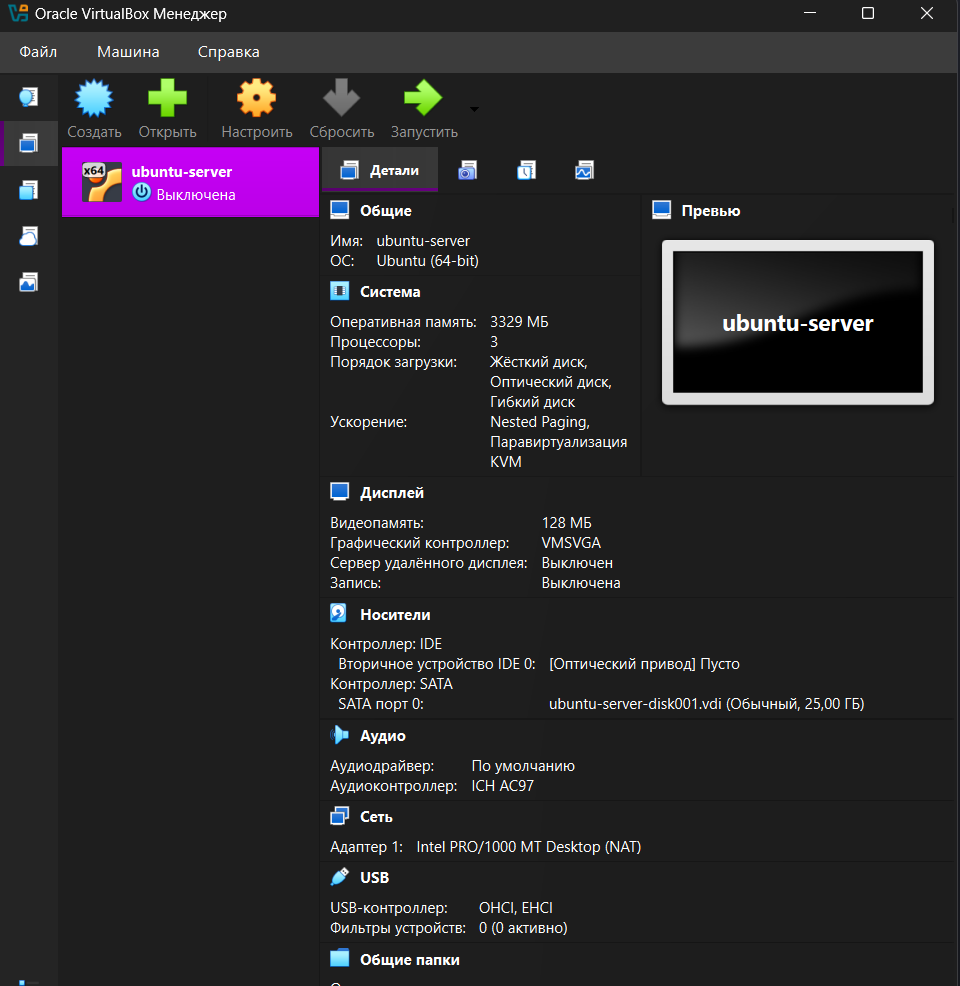 Oracle VirtualBox Менеджер
Файл Машина Справка
Создать Открыть Настроить Сбросить Запустить
x64
ubuntu-server
Выключена
Детали
Общие
Имя: ubuntu-server
ОС: Ubuntu (64-bit)
Превью
ubuntu-server
Система
Оперативная память: 3329 МБ
Процессоры: 3
Порядок загрузки: Жёсткий диск,
Оптический диск,
Гибкий диск
Ускорение: Nested Paging,
Паравиртуализация
KVM
Дисплей
Видеопамять: 128 МБ
Графический контроллер: VMSVGA
Сервер удалённого дисплея: Выключен
Запись: Выключена
Носители
Контроллер: IDE
Вторичное устройство IDE 0: [Оптический привод] Пусто
Контроллер: SATA
SATA порт 0: ubuntu-server-disk001.vdi (Обычный, 25,00 ГБ)
Аудио
Аудиодрайвер: По умолчанию
Аудиоконтроллер: ICH AC97
Сеть
Адаптер 1: Intel PRO/1000 MT Desktop (NAT)
USB
USB-контроллер: OHCI, EHCI
Фильтры устройств: 0 (0 активно)
Общие папки